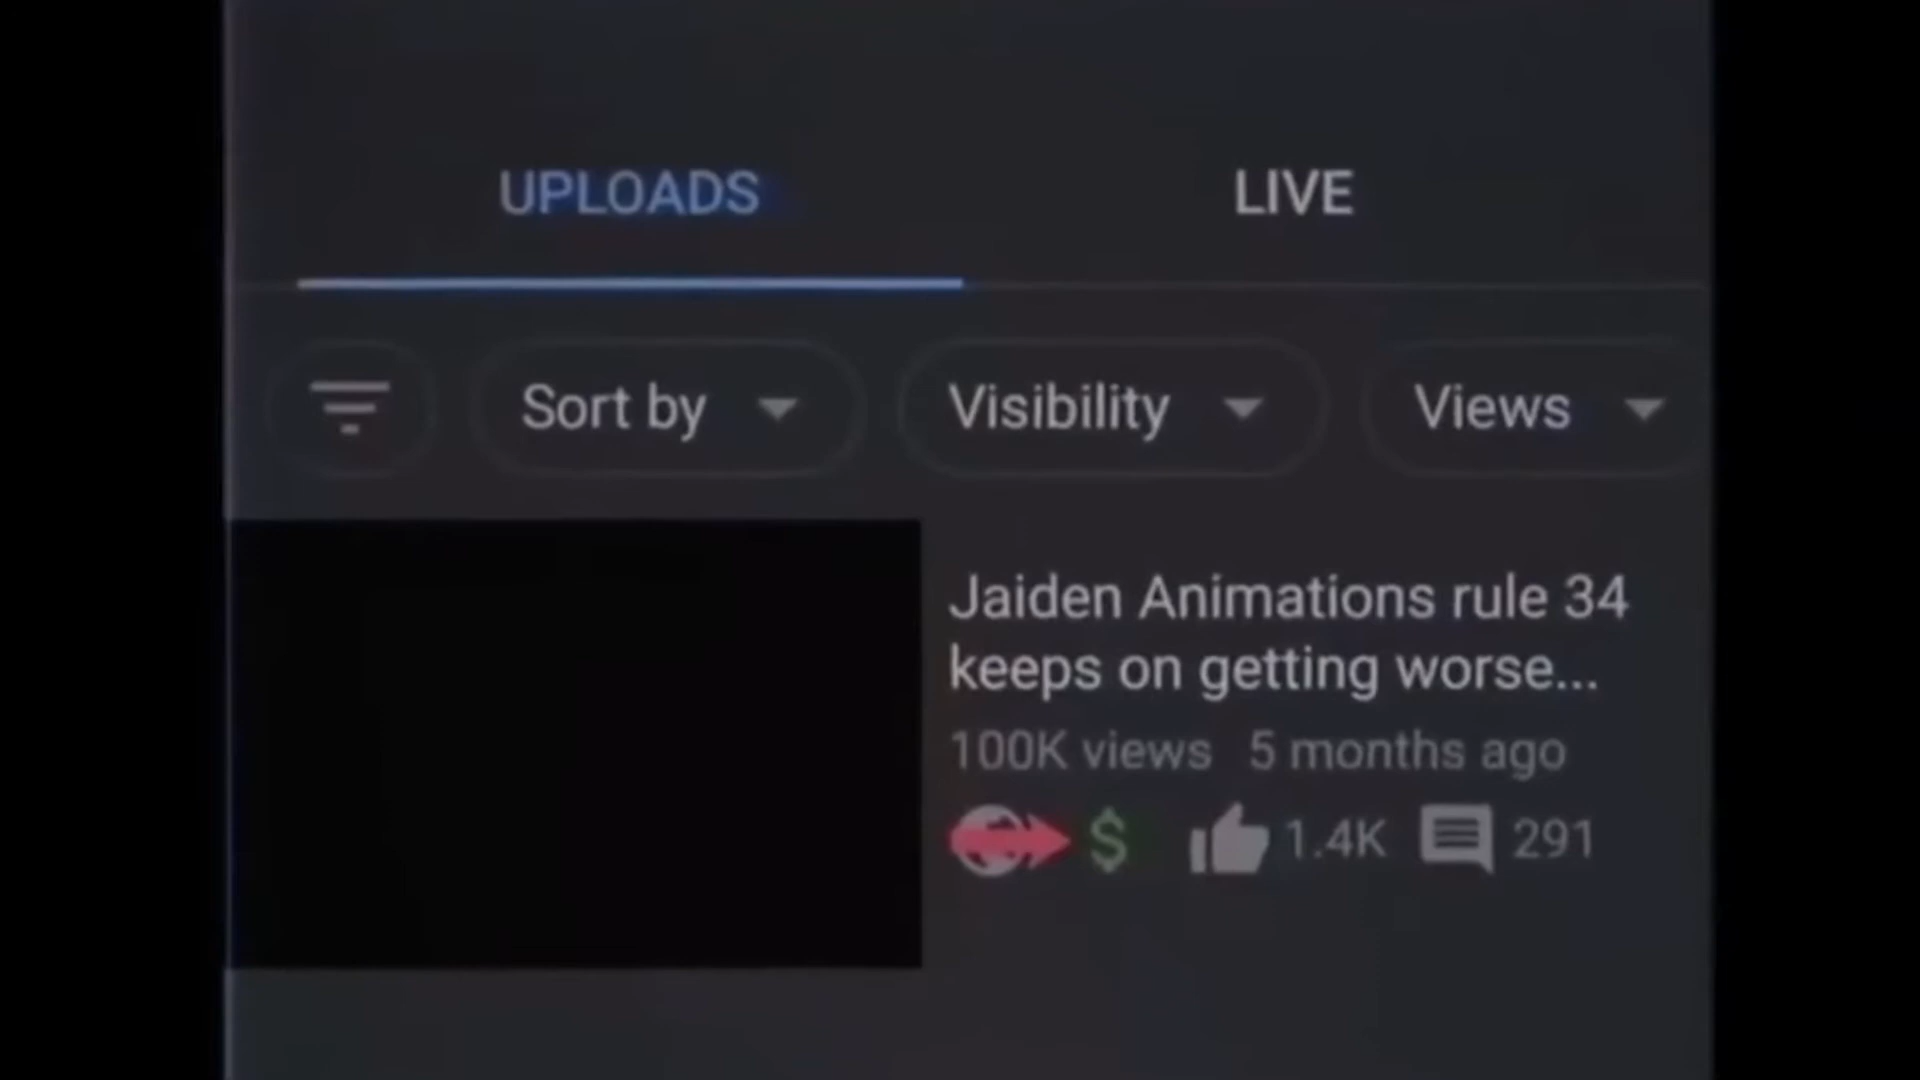 UPLOADS LIVE
Sort by Visibility Views
Jaiden Animations rule 34
keeps on getting worse...
100K views 5 months ago
$ 1.4K 291